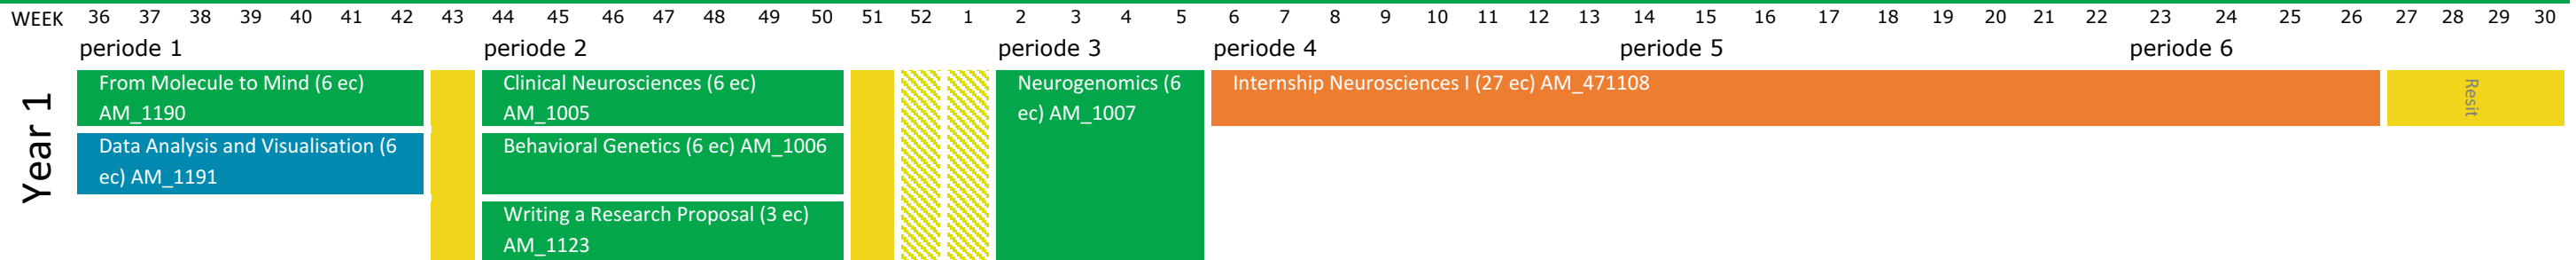 WEEK 36 37 38 39 40 41 42 43 44 45 46 47 48 49 50 51 52 1 2 3 4 5 6 7 8 9 10 11 12 13 14 15 16 17 18 19 20 21 22 23 24 25 26 27 28 29 30
periode 1 periode 2 periode 3 periode 4 periode 5 periode 6
Year 1
From Molecule to Mind (6 ec)
AM_1190
Data Analysis and Visualisation (6
ec) AM_1191
Clinical Neurosciences (6 ec)
AM_1005
Behavioral Genetics (6 ec) AM_1006
Writing a Research Proposal (3 ec)
AM_1123
Neurogenomics (6
ec) AM_1007
Internship Neurosciences I (27 ec) AM_471108
Resit